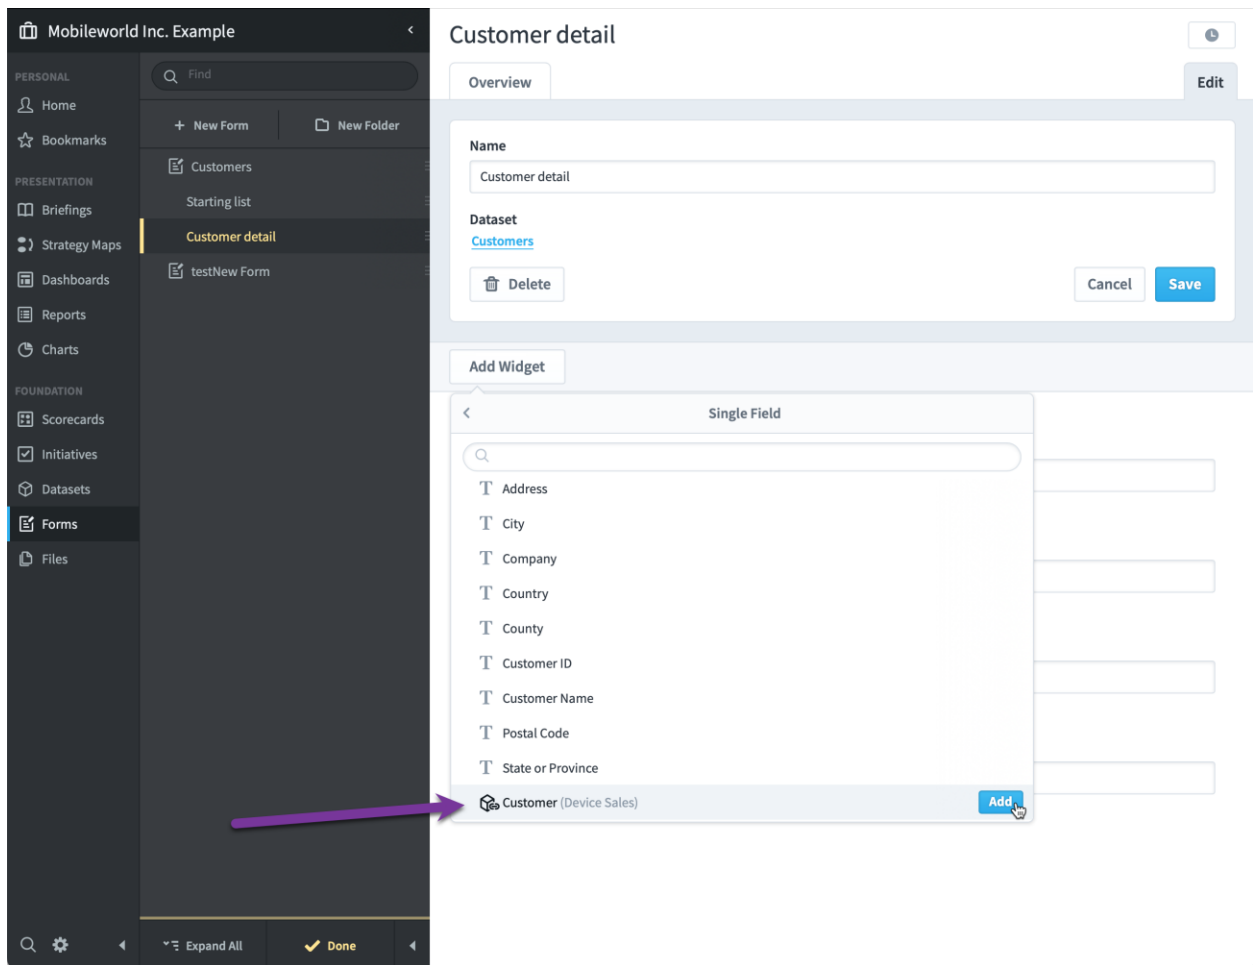 Mobileworld Inc. Example
PERSONAL
Home
Bookmarks
PRESENTATION
Briefings
Strategy Maps
Dashboards
Reports
Charts
FOUNDATION
Scorecards
Initiatives
Datasets
Forms
Files
Find
+ New Form
New Folder
Customers
Starting list
Customer detail
testNew Form
Expand All
Done
Customer detail
Overview
Edit
Name
Customer detail
Dataset
Customers
Delete
Cancel
Save
Add Widget
Single Field
T Address
T City
T Company
T Country
T County
T Customer ID
T Customer Name
T Postal Code
T State or Province
Customer (Device Sales)
Add